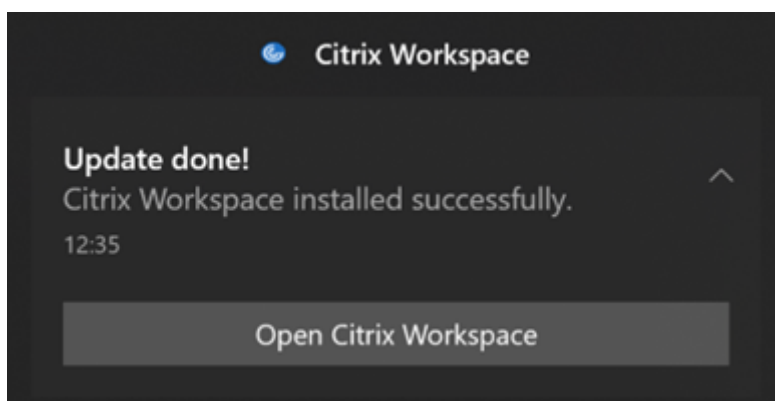 Citrix Workspace
Update done!
Citrix Workspace installed successfully.
12:35
Open Citrix Workspace